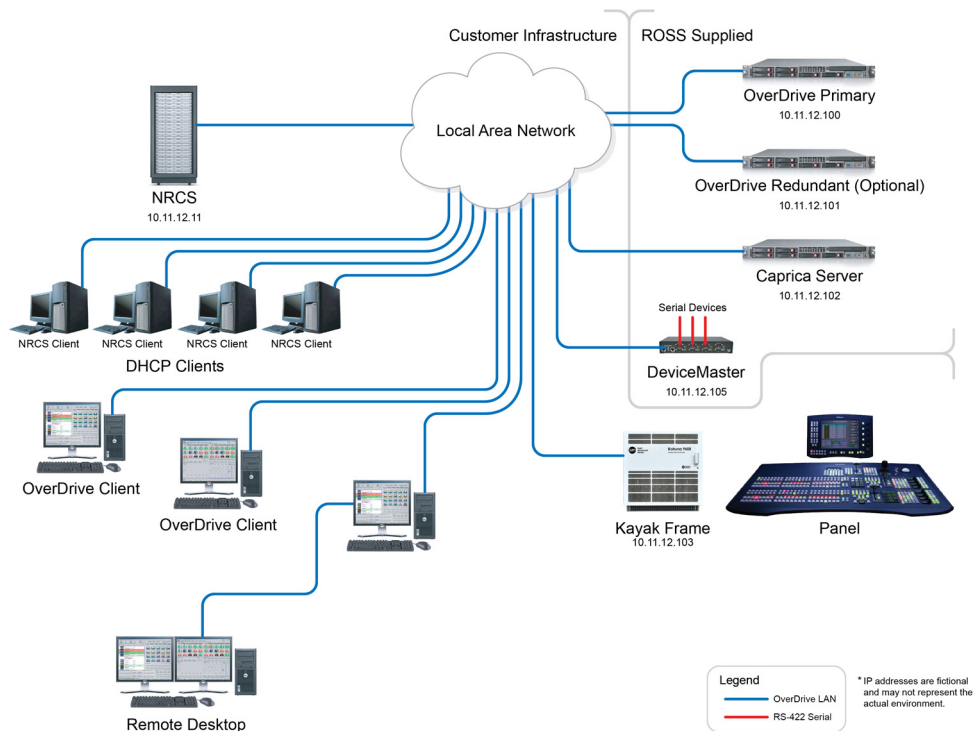 Customer Infrastructure
ROSS Supplied
Local Area Network
OverDrive Primary
10.11.12.100
NRCS
10.11.12.11
OverDrive Redundant (Optional)
10.11.12.101
Caprica Server
10.11.12.102
NRCS Client
NRCS Client
NRCS Client
NRCS Client
DHCP Clients
Serial Devices
DeviceMaster
10.11.12.105
OverDrive Client
OverDrive Client
Kayak Frame
10.11.12.103
Panel
Remote Desktop
Legend
OverDrive LAN
RS-422 Serial
* IP addresses are fictional
and may not represent the
actual environment.